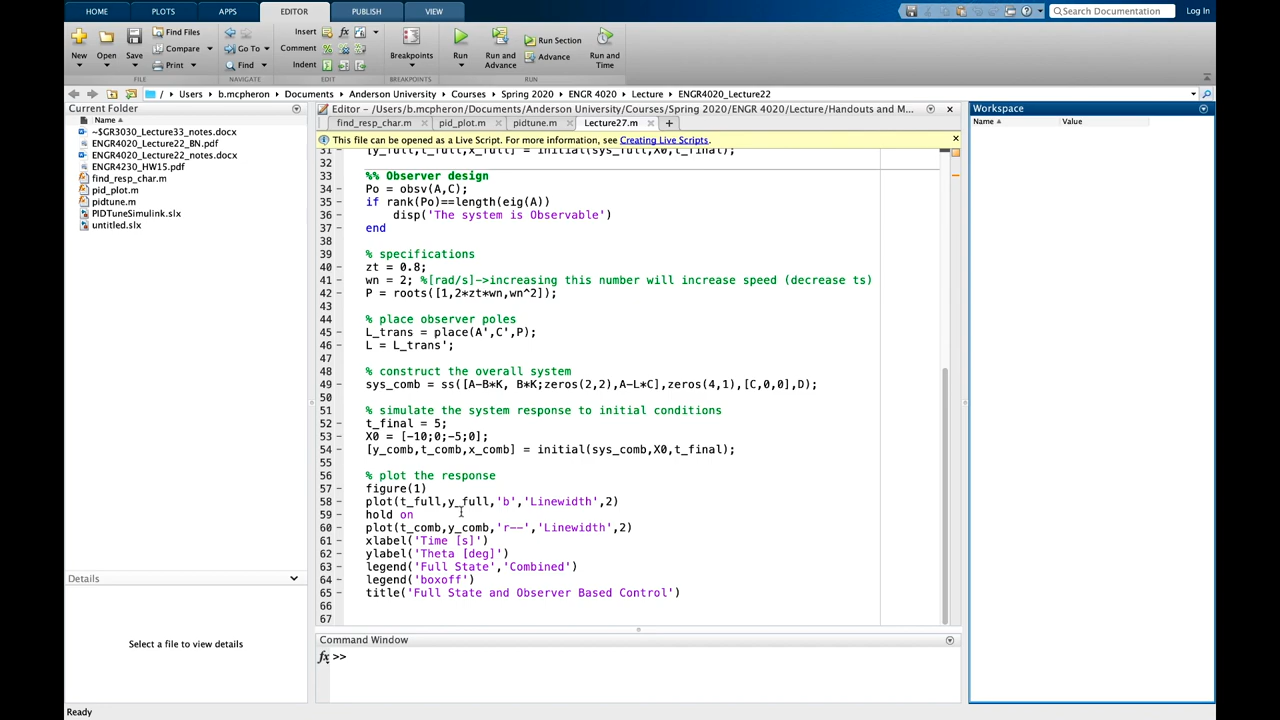 HOME PLOTS APPS EDITOR PUBLISH VIEW Search Documentation Log In
New Open Save Find Files Compare Print Go To Find Insert fx Comment Indent Breakpoints Run Run and Advance Run Section Advance Run and Time
FILE NAVIGATE EDIT BREAKPOINTS RUN
/ Users b.mcpheron Documents Anderson University Courses Spring 2020 ENGR 4020 Lecture ENGR4020_Lecture22
Current Folder
Name
~$GR3030_Lecture33_notes.docx
ENGR4020_Lecture22_BN.pdf
ENGR4020_Lecture22_notes.docx
ENGR4230_HW15.pdf
find_resp_char.m
pid_plot.m
pidtune.m
PIDTuneSimulink.slx
untitled.slx
Details
Select a file to view details
Editor – /Users/b.mcpheron/Documents/Anderson University/Courses/Spring 2020/ENGR 4020/Lecture/Handouts and M...
find_resp_char.m pid_plot.m pidtune.m Lecture27.m
This file can be opened as a Live Script. For more information, see Creating Live Scripts.
31 [y_full,t_full,x_full] = initial(sys_full,X0,t_final);
32
33 %% Observer design
34 Po = obsv(A,C);
35 if rank(Po)==length(eig(A))
36 disp('The system is Observable')
37 end
38
39 % specifications
40 zt = 0.8;
41 wn = 2; %[rad/s]->increasing this number will increase speed (decrease ts)
42 P = roots([1,2*zt*wn,wn^2]);
43
44 % place observer poles
45 L_trans = place(A',C',P);
46 L = L_trans';
47
48 % construct the overall system
49 sys_comb = ss([A-B*K, B*K;zeros(2,2),A-L*C],zeros(4,1),[C,0,0],D);
50
51 % simulate the system response to initial conditions
52 t_final = 5;
53 X0 = [-10;0;-5;0];
54 [y_comb,t_comb,x_comb] = initial(sys_comb,X0,t_final);
55
56 % plot the response
57 figure(1)
58 plot(t_full,y_full,'b','Linewidth',2)
59 hold on
60 plot(t_comb,y_comb,'r--','Linewidth',2)
61 xlabel('Time [s]')
62 ylabel('Theta [deg]')
63 legend('Full State','Combined')
64 legend('boxoff')
65 title('Full State and Observer Based Control')
66
67
Command Window
fx >>
Workspace
Name Value
Ready